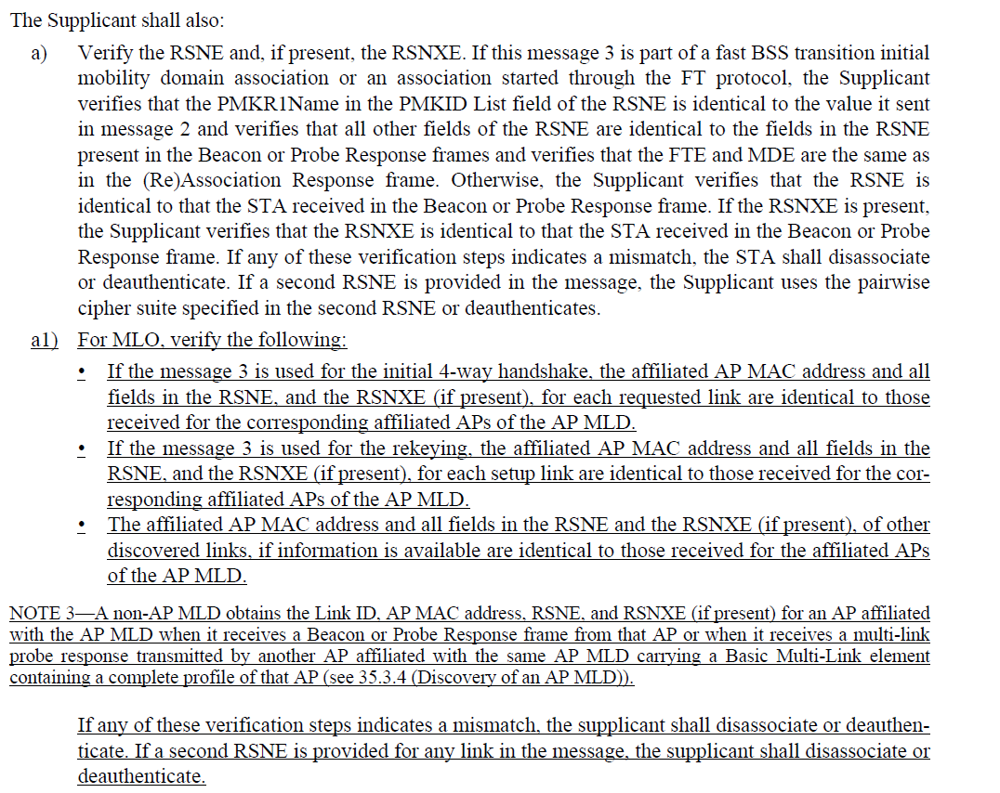 The Supplicant shall also:
a) Verify the RSNE and, if present, the RSNXE. If this message 3 is part of a fast BSS transition initial
mobility domain association or an association started through the FT protocol, the Supplicant
verifies that the PMKR1Name in the PMKID List field of the RSNE is identical to the value it sent
in message 2 and verifies that all other fields of the RSNE are identical to the fields in the RSNE
present in the Beacon or Probe Response frames and verifies that the FTE and MDE are the same as
in the (Re)Association Response frame. Otherwise, the Supplicant verifies that the RSNE is
identical to that the STA received in the Beacon or Probe Response frame. If the RSNXE is present,
the Supplicant verifies that the RSNXE is identical to that the STA received in the Beacon or Probe
Response frame. If any of these verification steps indicates a mismatch, the STA shall disassociate
or deauthenticate. If a second RSNE is provided in the message, the Supplicant uses the pairwise
cipher suite specified in the second RSNE or deauthenticates.
a1) For MLO, verify the following:
• If the message 3 is used for the initial 4-way handshake, the affiliated AP MAC address and all
fields in the RSNE, and the RSNXE (if present), for each requested link are identical to those
received for the corresponding affiliated APs of the AP MLD.
• If the message 3 is used for the rekeying, the affiliated AP MAC address and all fields in the
RSNE, and the RSNXE (if present), for each setup link are identical to those received for the cor-
responding affiliated APs of the AP MLD.
• The affiliated AP MAC address and all fields in the RSNE and the RSNXE (if present), of other
discovered links, if information is available are identical to those received for the affiliated APs
of the AP MLD.
NOTE 3—A non-AP MLD obtains the Link ID, AP MAC address, RSNE, and RSNXE (if present) for an AP affiliated
with the AP MLD when it receives a Beacon or Probe Response frame from that AP or when it receives a multi-link
probe response transmitted by another AP affiliated with the same AP MLD carrying a Basic Multi-Link element
containing a complete profile of that AP (see 35.3.4 (Discovery of an AP MLD)).
If any of these verification steps indicates a mismatch, the supplicant shall disassociate or deauthen-
ticate. If a second RSNE is provided for any link in the message, the supplicant shall disassociate or
deauthenticate.